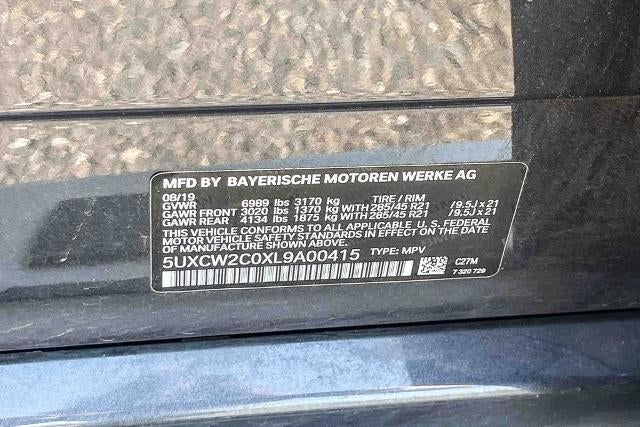 MFD BY BAYERISCHE MOTOREN WERKE AG
08/19
GVWR 6989 lbs 3170 kg TIRE / RIM
GAWR FRONT 3020 lbs 1370 kg WITH 285/45 R21 /9.5J x 21
GAWR REAR 4134 lbs 1875 kg WITH 285/45 R21 /9.5J x 21
THIS VEHICLE CONFORMS TO ALL APPLICABLE U. S. FEDERAL
MOTOR VEHICLE SAFETY STANDARDS IN EFFECT ON THE
DATE OF MANUFACTURE SHOWN ABOVE.
5UXCW2C0XL9A00415 TYPE: MPV
C27M
7 320 729